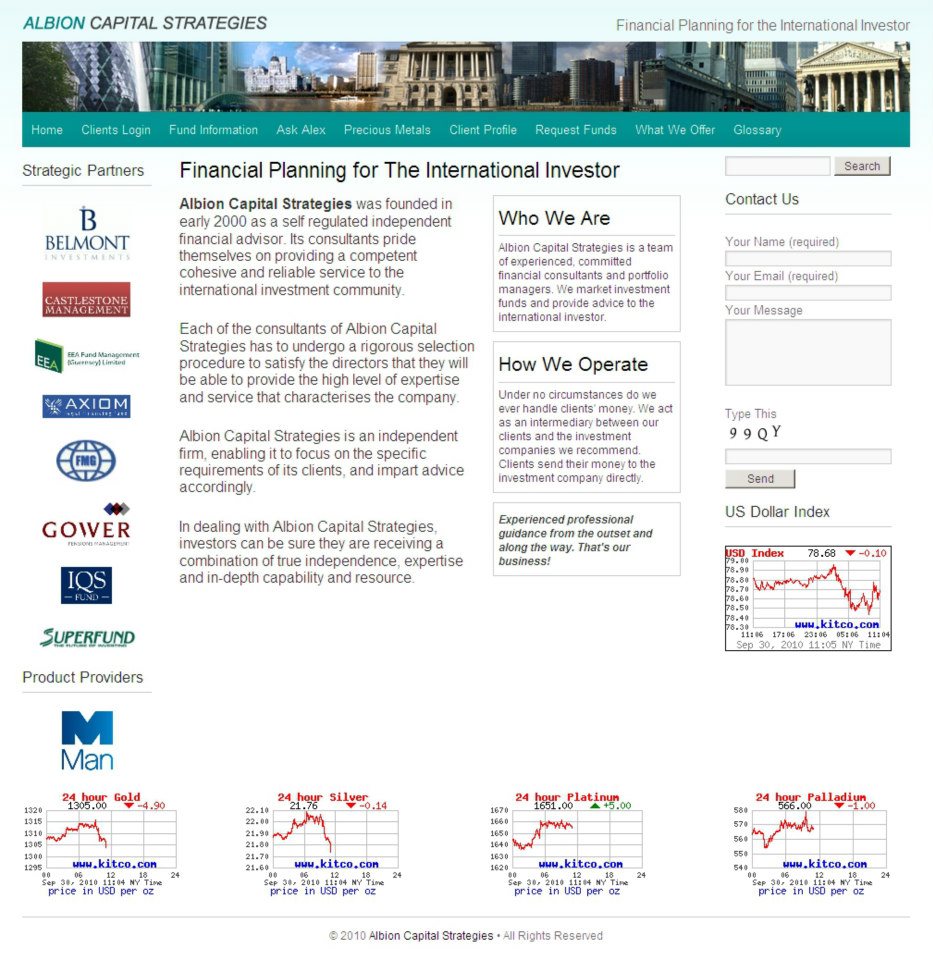 ALBION CAPITAL STRATEGIES
Financial Planning for the International Investor
Home
Clients Login
Fund Information
Ask Alex
Precious Metals
Client Profile
Request Funds
What We Offer
Glossary
Strategic Partners
BELMONT
INVESTMENTS
CASTLESTONE
MANAGEMENT
EEA
EEA Fund Management
(Guernsey) Limited
AXIOM
FMG
GOWER
PENSIONS MANAGEMENT
IQS
FUND
SUPERFUND
THE FUTURE OF INVESTING
Product Providers
Man
Financial Planning for The International Investor
Albion Capital Strategies was founded in
early 2000 as a self regulated independent
financial advisor. Its consultants pride
themselves on providing a competent
cohesive and reliable service to the
international investment community.
Each of the consultants of Albion Capital
Strategies has to undergo a rigorous selection
procedure to satisfy the directors that they will
be able to provide the high level of expertise
and service that characterises the company.
Albion Capital Strategies is an independent
firm, enabling it to focus on the specific
requirements of its clients, and impart advice
accordingly.
In dealing with Albion Capital Strategies,
investors can be sure they are receiving a
combination of true independence, expertise
and in-depth capability and resource.
Who We Are
Albion Capital Strategies is a team
of experienced, committed
financial consultants and portfolio
managers. We market investment
funds and provide advice to the
international investor.
How We Operate
Under no circumstances do we
ever handle clients' money. We act
as an intermediary between our
clients and the investment
companies we recommend.
Clients send their money to the
investment company directly.
Experienced professional
guidance from the outset and
along the way. That's our
business!
Search
Contact Us
Your Name (required)
Your Email (required)
Your Message
Type This
9 9 Q Y
Send
US Dollar Index
USD Index 78.68 -0.10
79.00
78.90
78.80
78.70
78.60
78.50
78.40
78.30
www.kitco.com
11:06 17:06 23:06 05:06 11:04
Sep 30, 2010 11:05 NY Time
24 hour Gold
1305.00 -4.90
1320
1315
1310
1305
1300
1295
www.kitco.com
00 06 12 18 24
Sep 30, 2010 11:04 NY Time
price in USD per oz
24 hour Silver
21.76 -0.14
22.10
22.00
21.90
21.80
21.70
21.60
www.kitco.com
00 06 12 18 24
Sep 30, 2010 11:04 NY Time
price in USD per oz
24 hour Platinum
1651.00 +5.00
1670
1660
1650
1640
1630
1620
www.kitco.com
00 06 12 18 24
Sep 30, 2010 11:04 NY Time
price in USD per oz
24 hour Palladium
566.00 -1.00
580
570
560
550
540
www.kitco.com
00 06 12 18 24
Sep 30, 2010 11:04 NY Time
price in USD per oz
© 2010 Albion Capital Strategies • All Rights Reserved